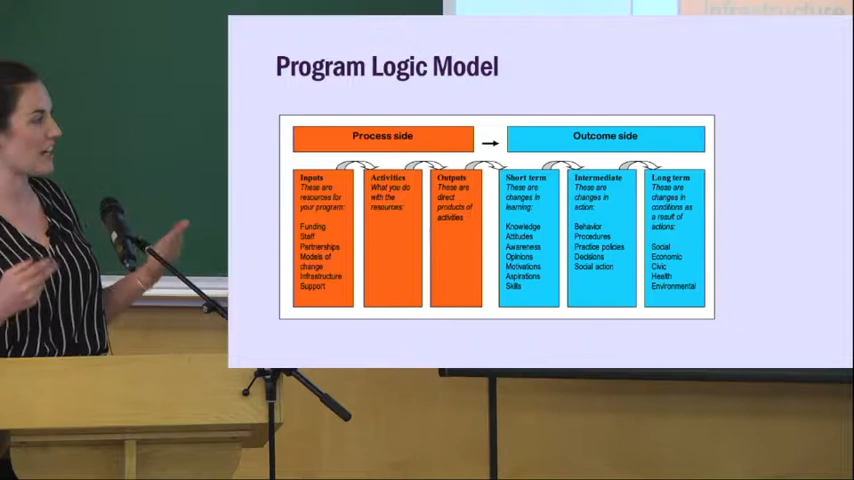 Infrastructure
Program Logic Model
Process side
Outcome side
Inputs
These are
resources for
your program:
Funding
Staff
Partnerships
Models of
change
Infrastructure
Support
Activities
What you do
with the
resources:
Outputs
These are
direct
products of
activities
Short term
These are
changes in
learning:
Knowledge
Attitudes
Awareness
Opinions
Motivations
Aspirations
Skills
Intermediate
These are
changes in
action:
Behavior
Procedures
Practice policies
Decisions
Social action
Long term
These are
changes in
conditions as
a result of
actions:
Social
Economic
Civic
Health
Environmental